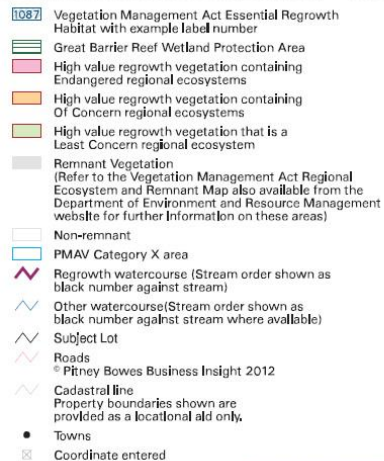 1087 Vegetation Management Act Essential Regrowth
Habitat with example label number
Great Barrier Reef Wetland Protection Area
High value regrowth vegetation containing
Endangered regional ecosystems
High value regrowth vegetation containing
Of Concern regional ecosystems
High value regrowth vegetation that is a
Least Concern regional ecosystem
Remnant Vegetation
(Refer to the Vegetation Management Act Regional
Ecosystem and Remnant Map also available from the
Department of Environment and Resource Management
website for further Information on these areas)
Non-remnant
PMAV Category X area
Regrowth watercourse (Stream order shown as
black number against stream)
Other watercourse(Stream order shown as
black number against stream where available)
Subject Lot
Roads
© Pitney Bowes Business Insight 2012
Cadastral line
Property boundaries shown are
provided as a locational aid only.
Towns
Coordinate entered